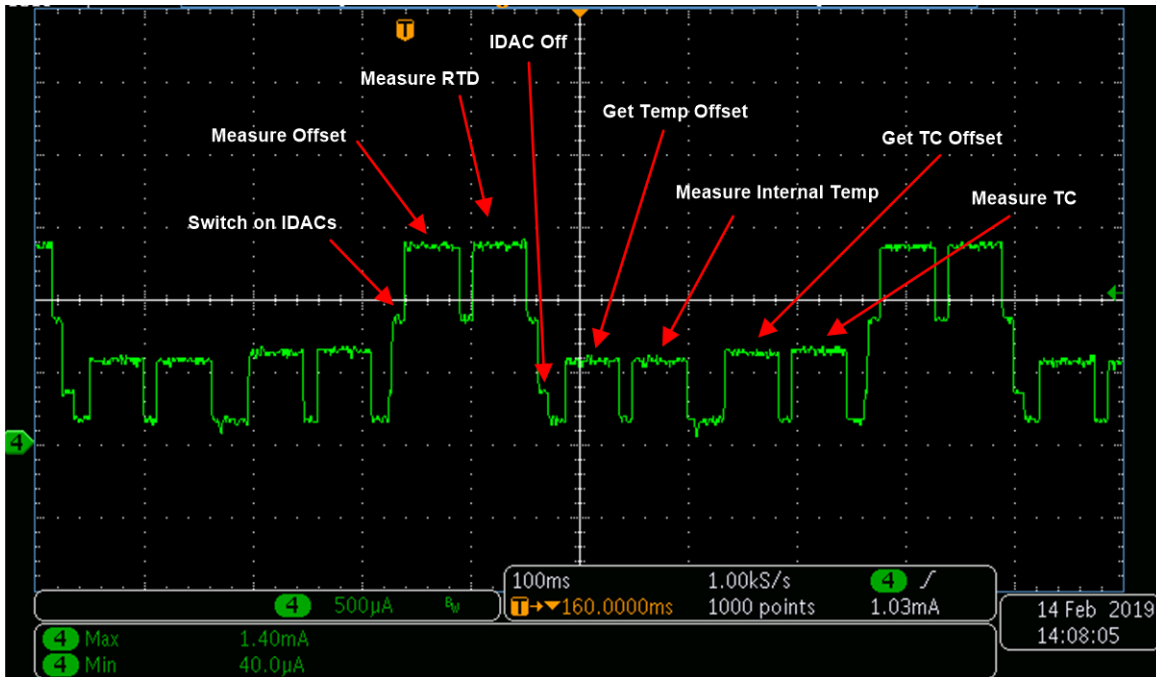 T
IDAC Off
Measure RTD
Get Temp Offset
Measure Offset
Get TC Offset
Measure Internal Temp
Measure TC
Switch on IDACs
4
4 500µA BW
100ms 1.00kS/s 4
T→▼160.0000ms 1000 points 1.03mA
14 Feb 2019
14:08:05
4 Max 1.40mA
4 Min 40.0µA